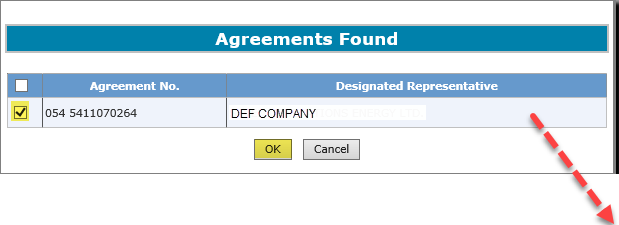 Agreements Found
Agreement No. Designated Representative
054 5411070264 DEF COMPANY
OK Cancel